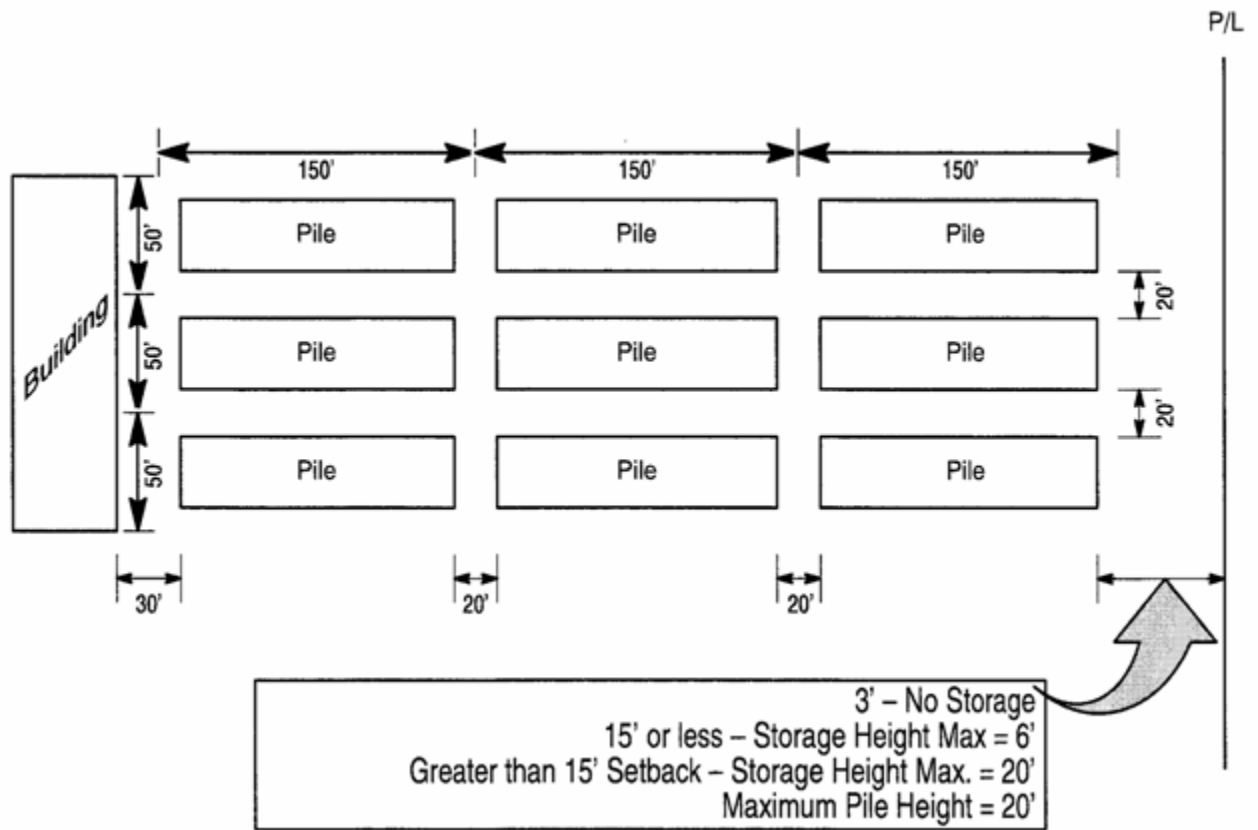 P/L
150'
150'
150'
Building
50'
50'
50'
Pile
Pile
Pile
20'
Pile
Pile
Pile
20'
Pile
Pile
Pile
30'
20'
20'
3' – No Storage
15' or less – Storage Height Max = 6'
Greater than 15' Setback – Storage Height Max. = 20'
Maximum Pile Height = 20'